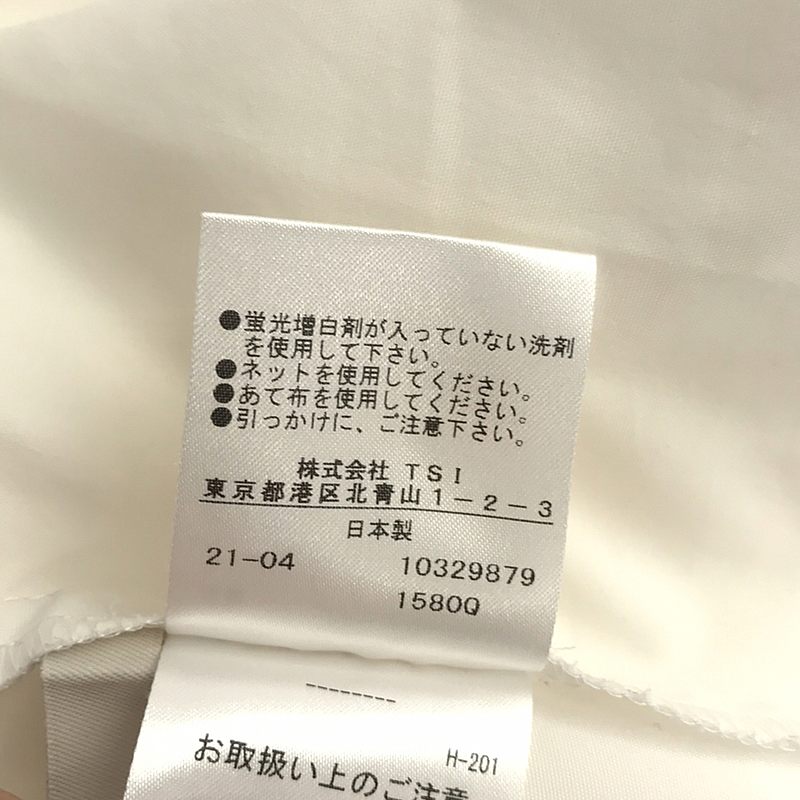 ●蛍光増白剤が入っていない洗剤
を使用して下さい。
●ネットを使用してください。
●あて布を使用してください。
●引っかけに、ご注意下さい。
株式会社 TSI
東京都港区北青山1-2-3
日本製
21-04 10329879
1580Q
--------
H-201
お取扱い上のご注意